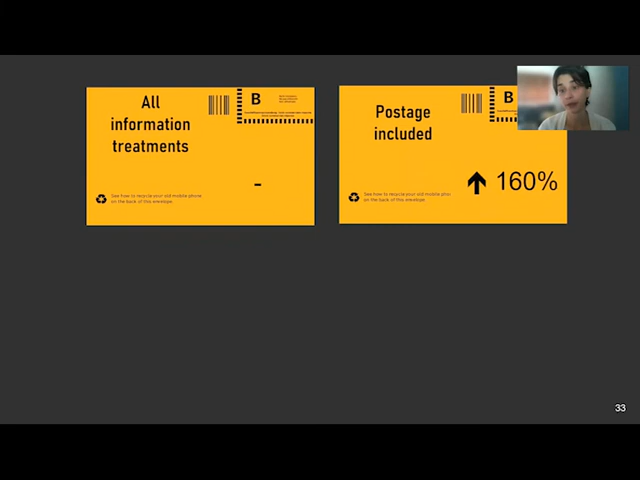 All
information
treatments
B
See how to recycle your old mobile phone
on the back of this envelope
-
Postage
included
B
See how to recycle your old mobile
on the back of this envelope
160%
33